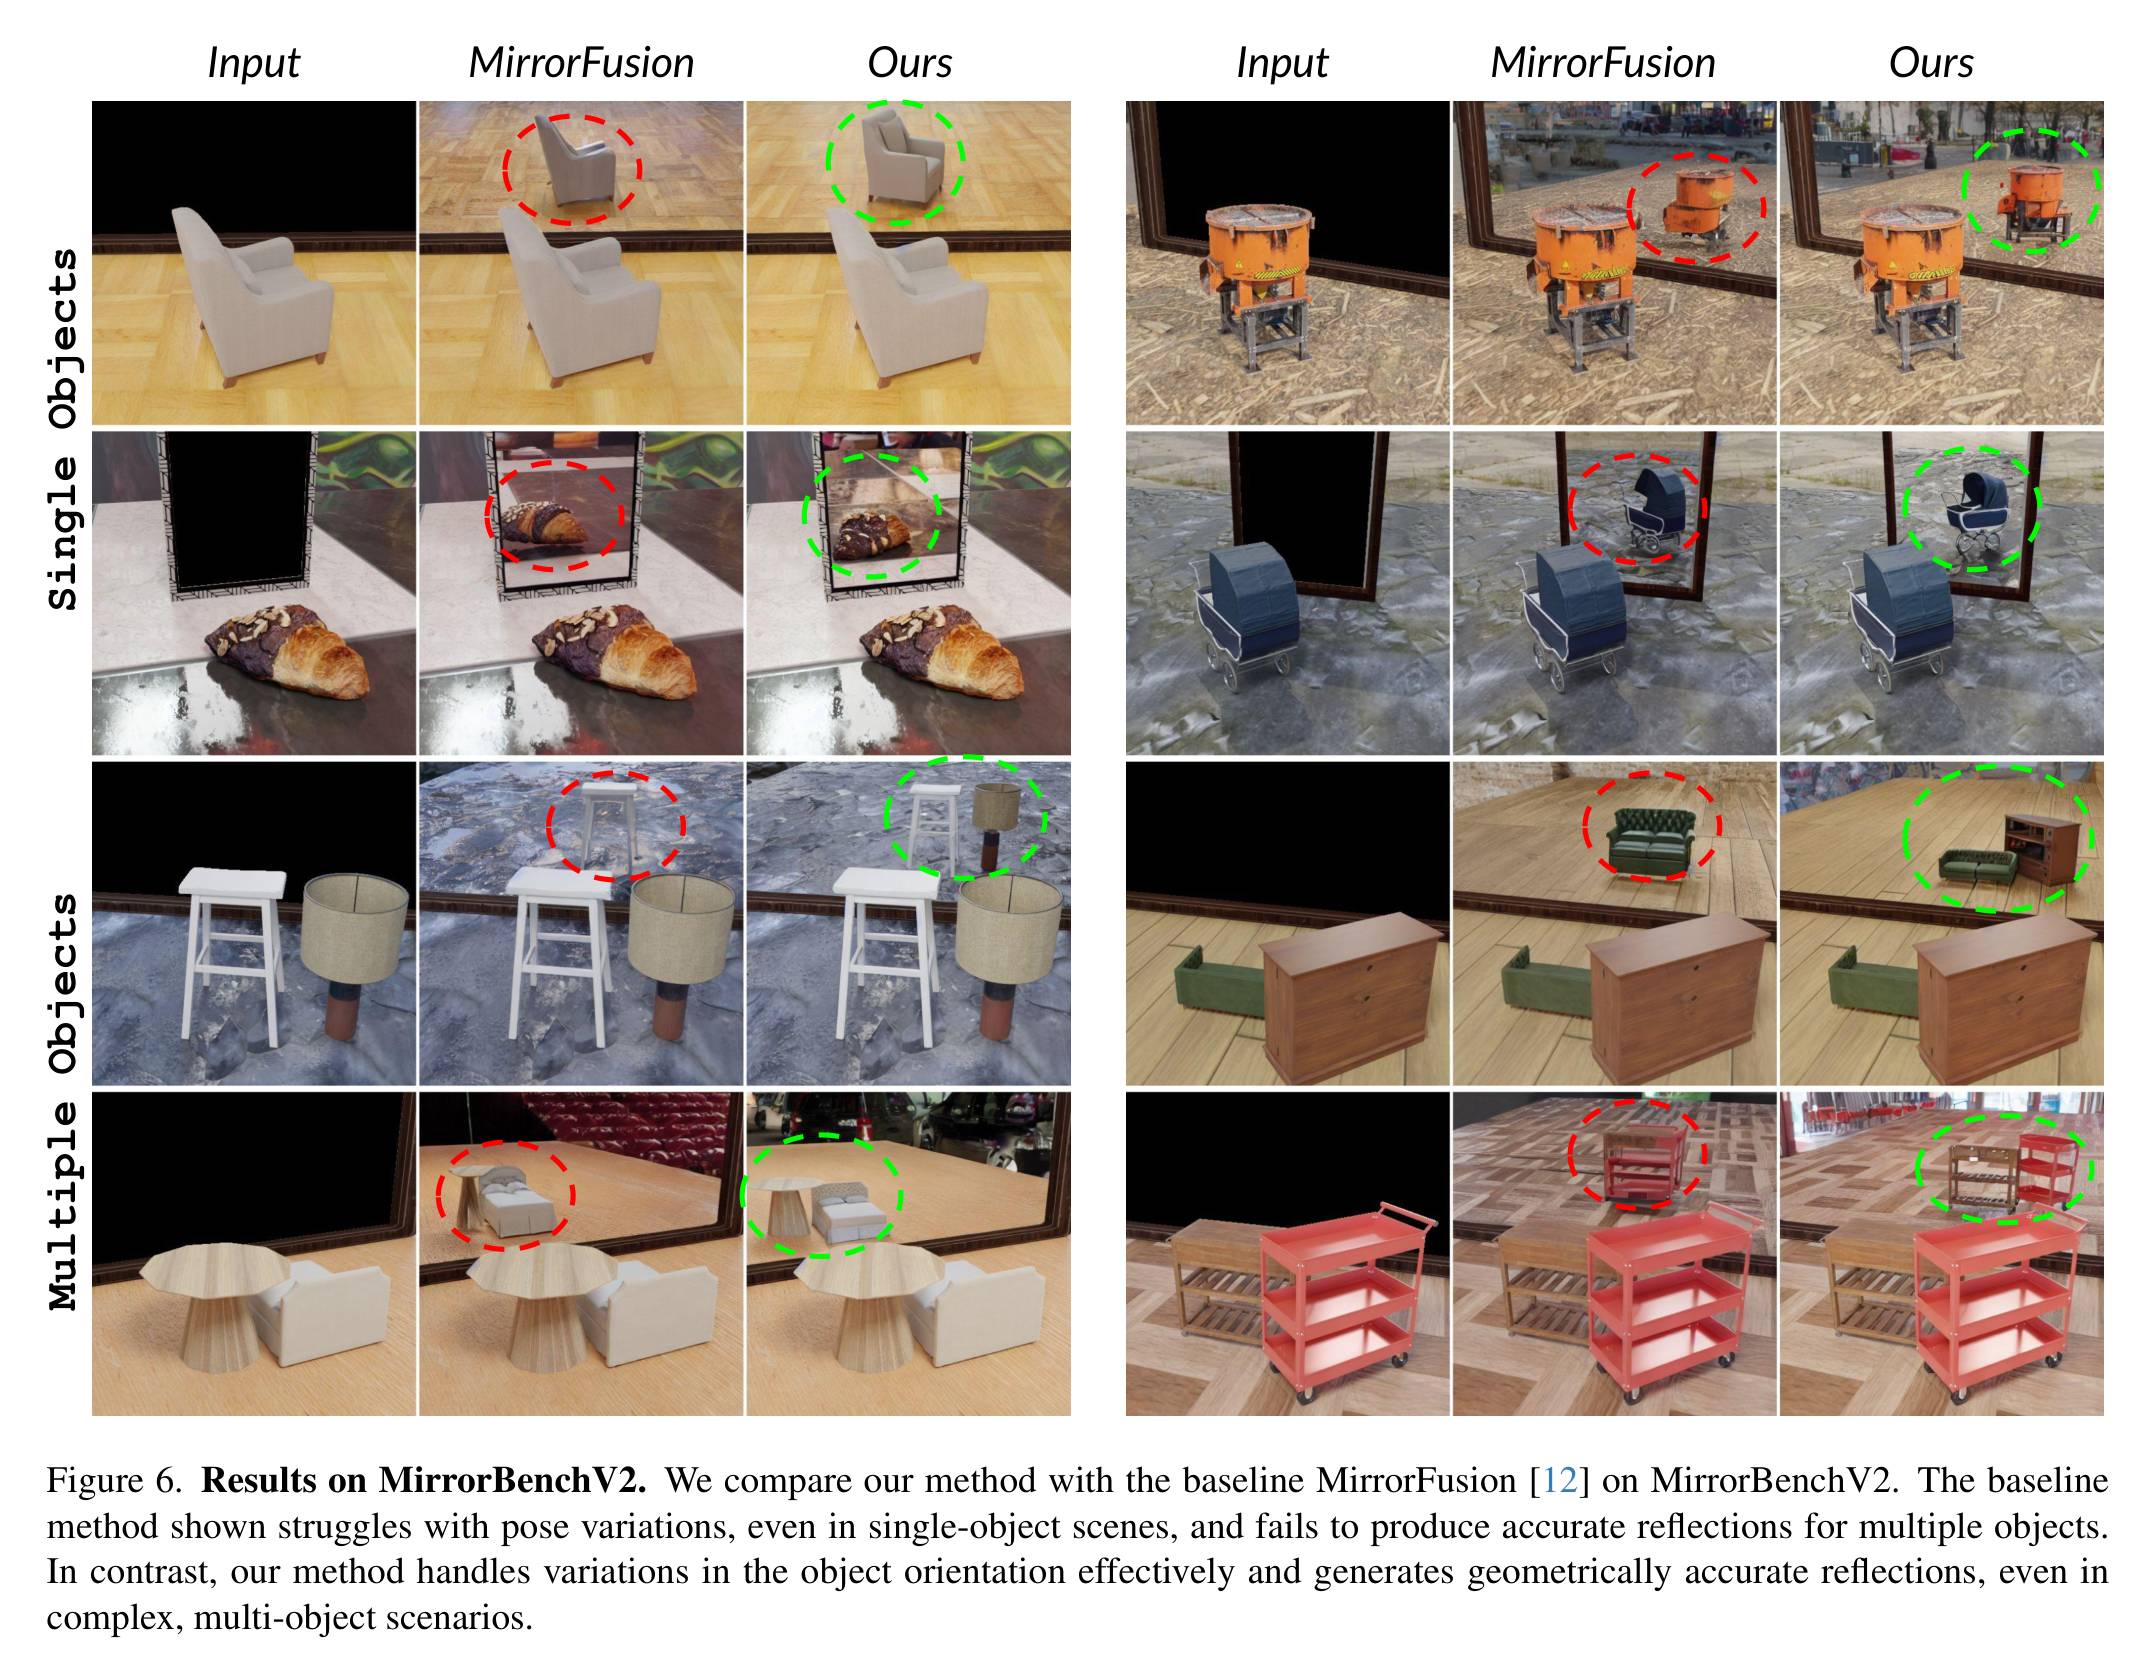 Input MirrorFusion Ours Input MirrorFusion Ours
Single Objects
Multiple Objects
Figure 6. Results on MirrorBenchV2. We compare our method with the baseline MirrorFusion [12] on MirrorBenchV2. The baseline
method shown struggles with pose variations, even in single-object scenes, and fails to produce accurate reflections for multiple objects.
In contrast, our method handles variations in the object orientation effectively and generates geometrically accurate reflections, even in
complex, multi-object scenarios.